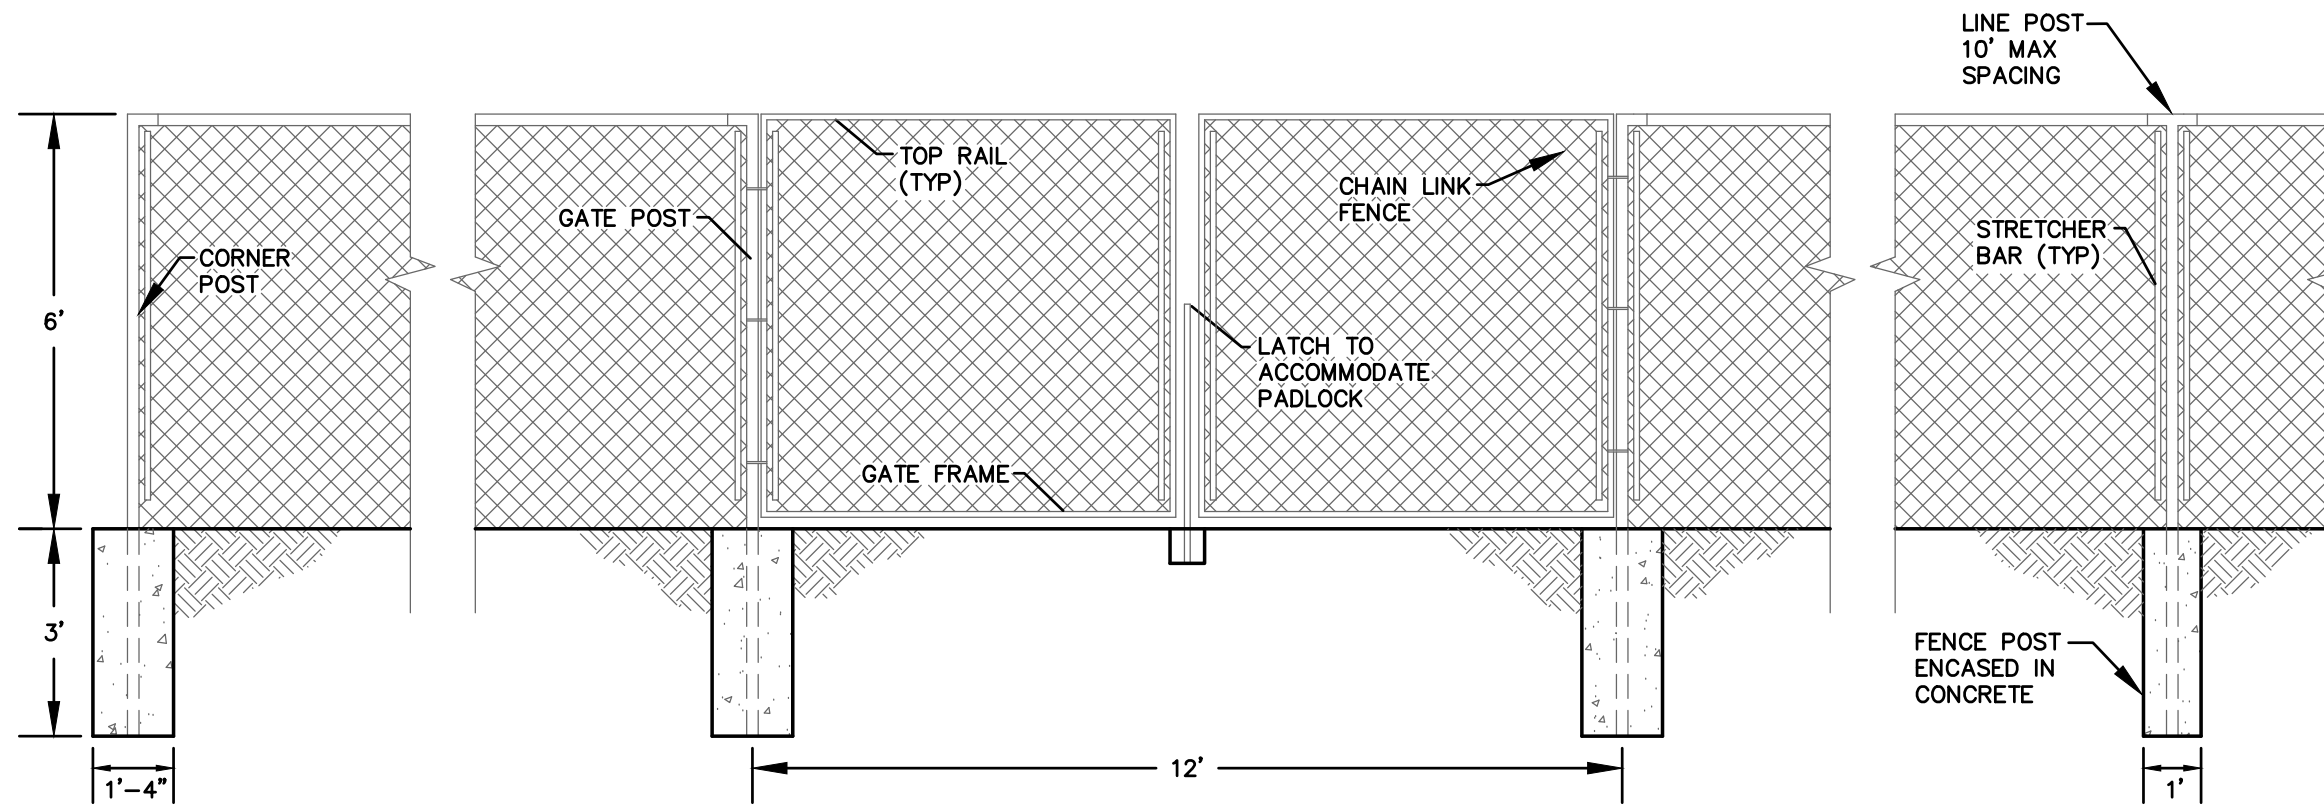 LINE POST
10' MAX
SPACING
TOP RAIL
(TYP)
CHAIN LINK
FENCE
GATE POST
STRETCHER
BAR (TYP)
CORNER
POST
6'
LATCH TO
ACCOMMODATE
PADLOCK
GATE FRAME
3'
FENCE POST
ENCASED IN
CONCRETE
12'
1'-4"
1'